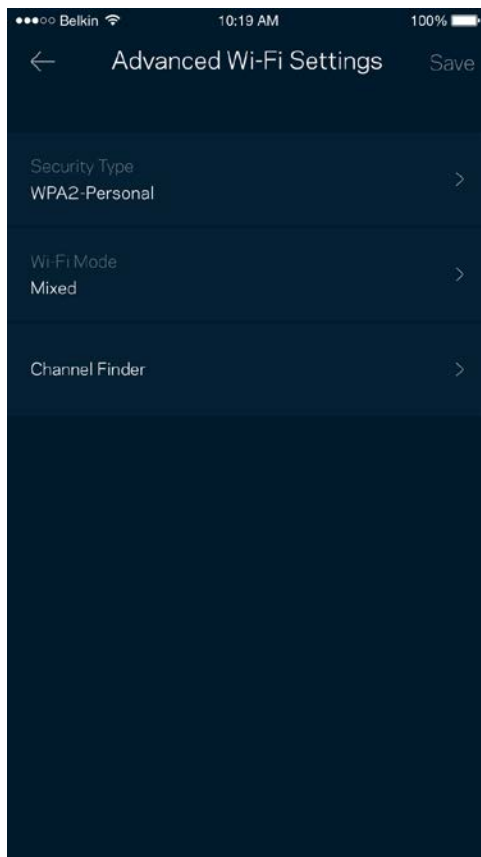 Belkin 10:19 AM 100%
Advanced Wi-Fi Settings Save
Security Type
WPA2-Personal
Wi-Fi Mode
Mixed
Channel Finder